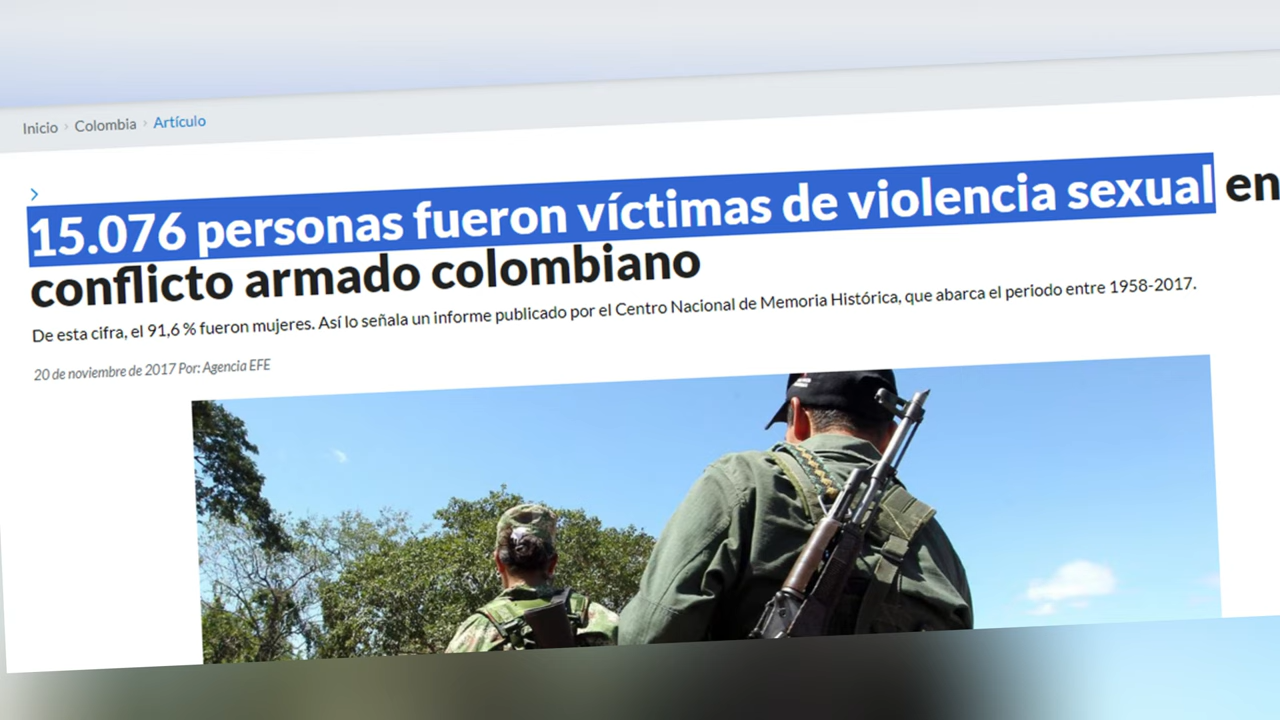 Inicio › Colombia › Artículo
15.076 personas fueron víctimas de violencia sexual en
conflicto armado colombiano
De esta cifra, el 91,6 % fueron mujeres. Así lo señala un informe publicado por el Centro Nacional de Memoria Histórica, que abarca el periodo entre 1958-2017.
20 de noviembre de 2017 Por: Agencia EFE